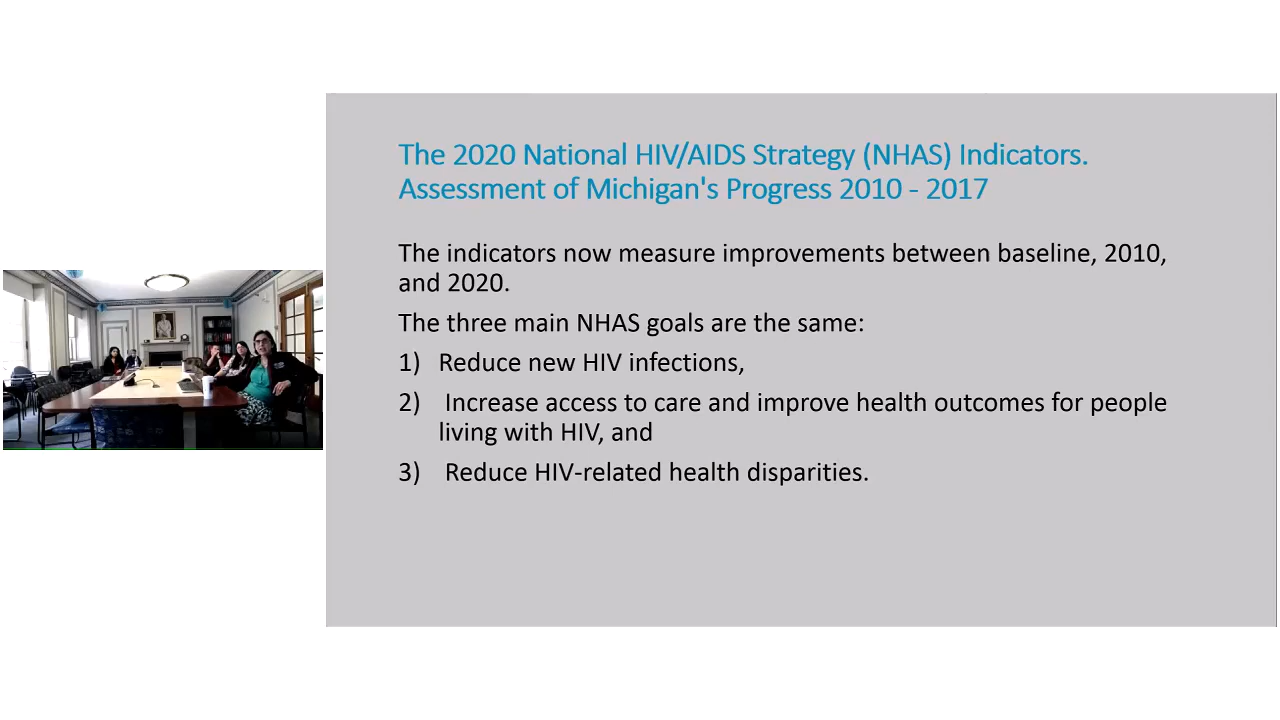 The 2020 National HIV/AIDS Strategy (NHAS) Indicators.
Assessment of Michigan's Progress 2010 - 2017
The indicators now measure improvements between baseline, 2010,
and 2020.
The three main NHAS goals are the same:
1) Reduce new HIV infections,
2) Increase access to care and improve health outcomes for people
living with HIV, and
3) Reduce HIV-related health disparities.